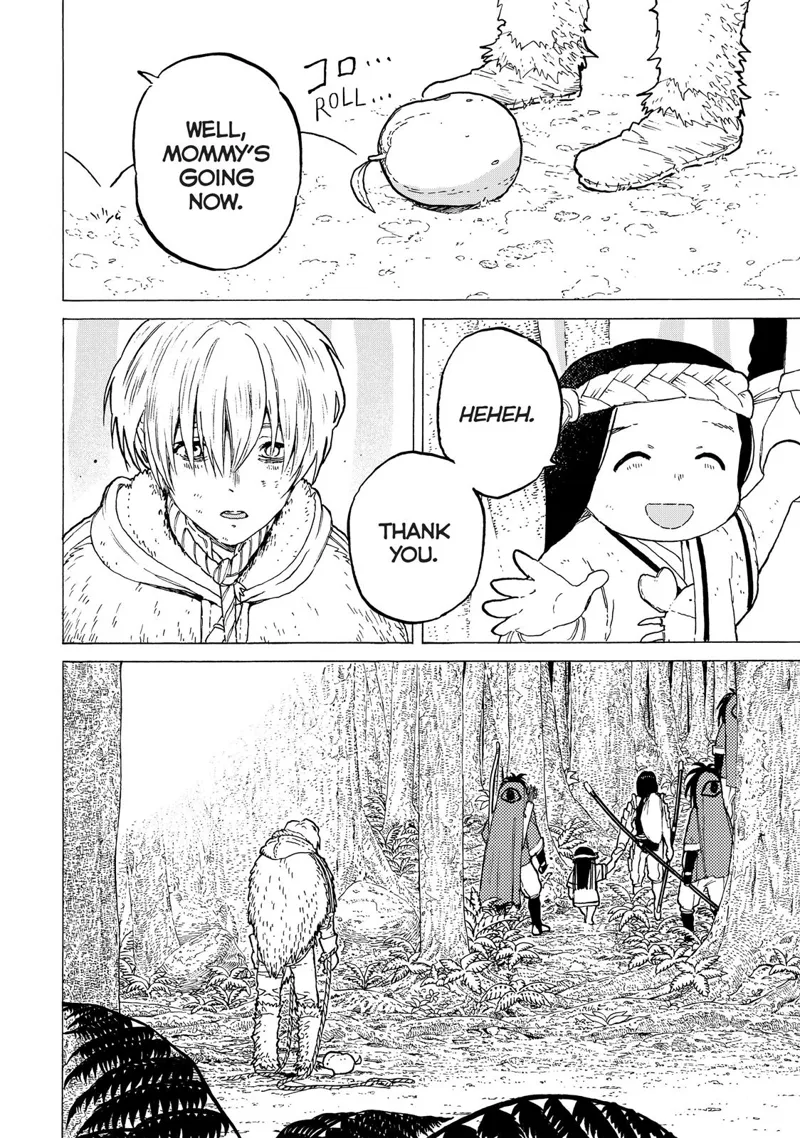 WELL,
MOMMY'S
GOING
NOW.
コロ…
ROLL...
HEHEH.
THANK
YOU.